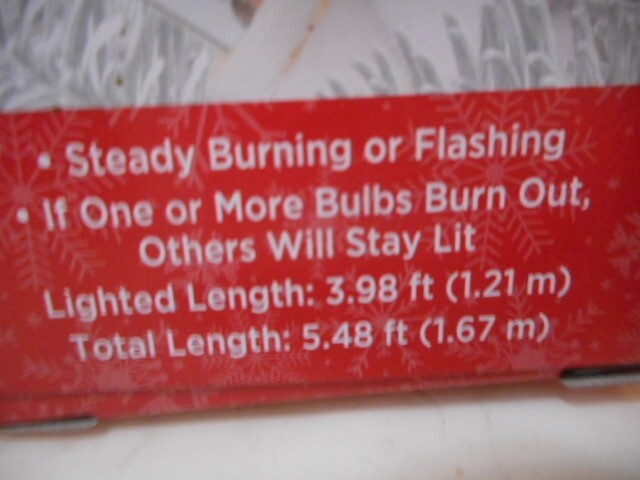 • Steady Burning or Flashing
• If One or More Bulbs Burn Out,
Others Will Stay Lit
Lighted Length: 3.98 ft (1.21 m)
Total Length: 5.48 ft (1.67 m)